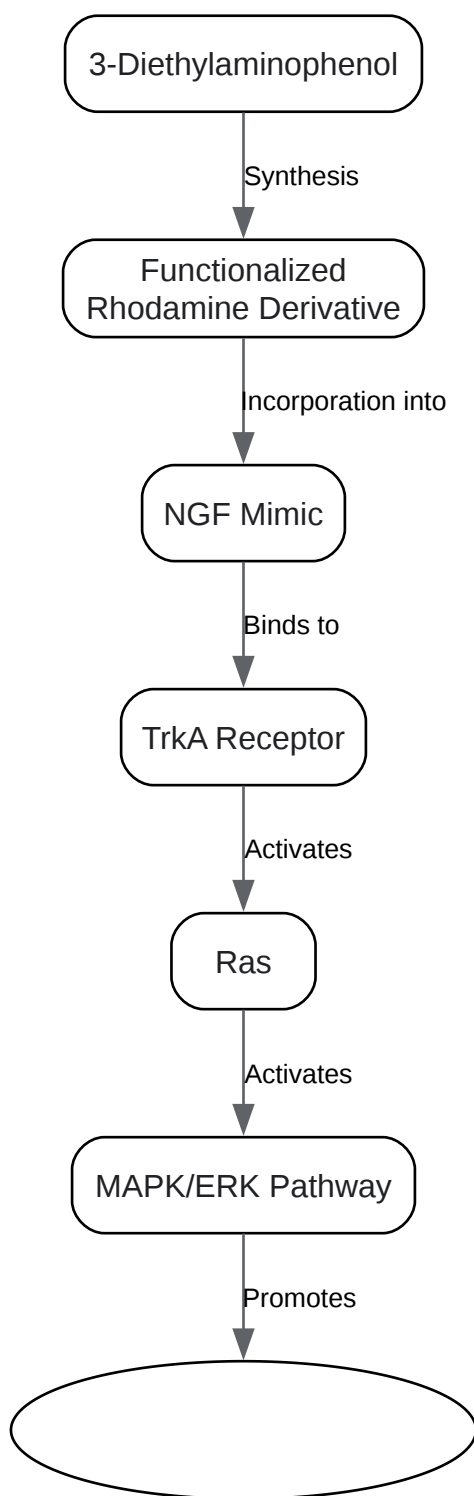 3-Diethylaminophenol
Synthesis
Functionalized
Rhodamine Derivative
Incorporation into
NGF Mimic
Binds to
TrkA Receptor
Activates
Ras
Activates
MAPK/ERK Pathway
Promotes